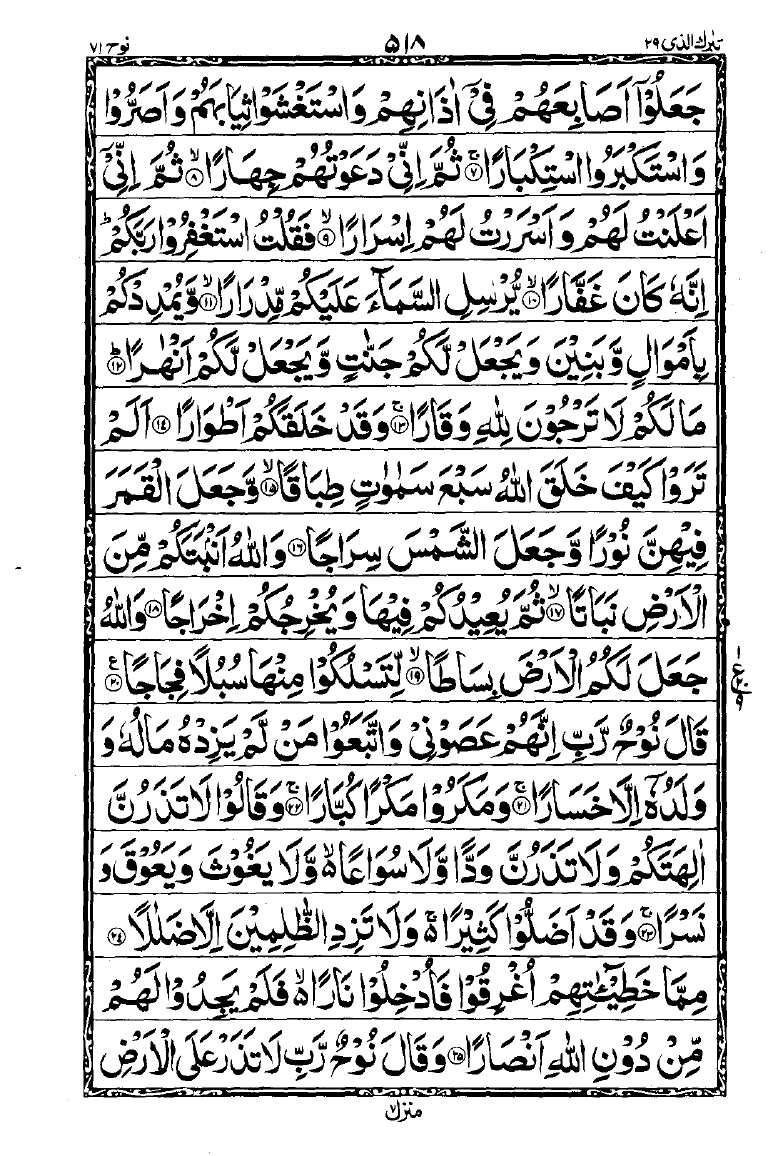 تبٰرك الذی ٢٩ ٥١٨ نوح ٧١
جَعَلُوْۤا اَصَابِعَهُمْ فِیْۤ اٰذَانِهِمْ وَاسْتَغْشَوْا ثِيَابَهُمْ وَاَصَرُّوْا
وَاسْتَكْبَرُوا اسْتِكْبَارًا ۚ﴿٧﴾ ثُمَّ اِنِّیْ دَعَوْتُهُمْ جِهَارًا ۙ﴿٨﴾ ثُمَّ اِنِّیْۤ
اَعْلَنْتُ لَهُمْ وَاَسْرَرْتُ لَهُمْ اِسْرَارًا ۙ﴿٩﴾ فَقُلْتُ اسْتَغْفِرُوْا رَبَّكُمْ ؕ
اِنَّهٗ كَانَ غَفَّارًا ۙ﴿١٠﴾ يُّرْسِلِ السَّمَآءَ عَلَيْكُمْ مِّدْرَارًا ۙ﴿١١﴾ وَّيُمْدِدْكُمْ
بِاَمْوَالٍ وَّبَنِيْنَ وَيَجْعَلْ لَّكُمْ جَنّٰتٍ وَّيَجْعَلْ لَّكُمْ اَنْهٰرًا ؕ﴿١٢﴾
مَا لَكُمْ لَا تَرْجُوْنَ لِلّٰهِ وَقَارًا ۚ﴿١٣﴾ وَقَدْ خَلَقَكُمْ اَطْوَارًا ﴿١٤﴾ اَلَمْ
تَرَوْا كَيْفَ خَلَقَ اللّٰهُ سَبْعَ سَمٰوٰتٍ طِبَاقًا ۙ﴿١٥﴾ وَّجَعَلَ الْقَمَرَ
فِيْهِنَّ نُوْرًا وَّجَعَلَ الشَّمْسَ سِرَاجًا ﴿١٦﴾ وَاللّٰهُ اَنْۢبَتَكُمْ مِّنَ
الْاَرْضِ نَبَاتًا ۙ﴿١٧﴾ ثُمَّ يُعِيْدُكُمْ فِيْهَا وَيُخْرِجُكُمْ اِخْرَاجًا ﴿١٨﴾ وَاللّٰهُ
جَعَلَ لَكُمُ الْاَرْضَ بِسَاطًا ۙ﴿١٩﴾ لِّتَسْلُكُوْا مِنْهَا سُبُلًا فِجَاجًا ﴿٢٠﴾ ع
قَالَ نُوْحٌ رَّبِّ اِنَّهُمْ عَصَوْنِیْ وَاتَّبَعُوْا مَنْ لَّمْ يَزِدْهُ مَالُهٗ وَ
وَلَدُهٗۤ اِلَّا خَسَارًا ۚ﴿٢١﴾ وَمَكَرُوْا مَكْرًا كُبَّارًا ۚ﴿٢٢﴾ وَقَالُوْا لَا تَذَرُنَّ
اٰلِهَتَكُمْ وَلَا تَذَرُنَّ وَدًّا وَّلَا سُوَاعًا ۙ وَّلَا يَغُوْثَ وَيَعُوْقَ وَ
نَسْرًا ۚ﴿٢٣﴾ وَقَدْ اَضَلُّوْا كَثِيْرًا ۚ وَلَا تَزِدِ الظّٰلِمِيْنَ اِلَّا ضَلٰلًا ﴿٢٤﴾
مِمَّا خَطِيْٓـٰٔتِهِمْ اُغْرِقُوْا فَاُدْخِلُوْا نَارًا ۙ فَلَمْ يَجِدُوْا لَهُمْ
مِّنْ دُوْنِ اللّٰهِ اَنْصَارًا ﴿٢٥﴾ وَقَالَ نُوْحٌ رَّبِّ لَا تَذَرْ عَلَی الْاَرْضِ
منزل ٧